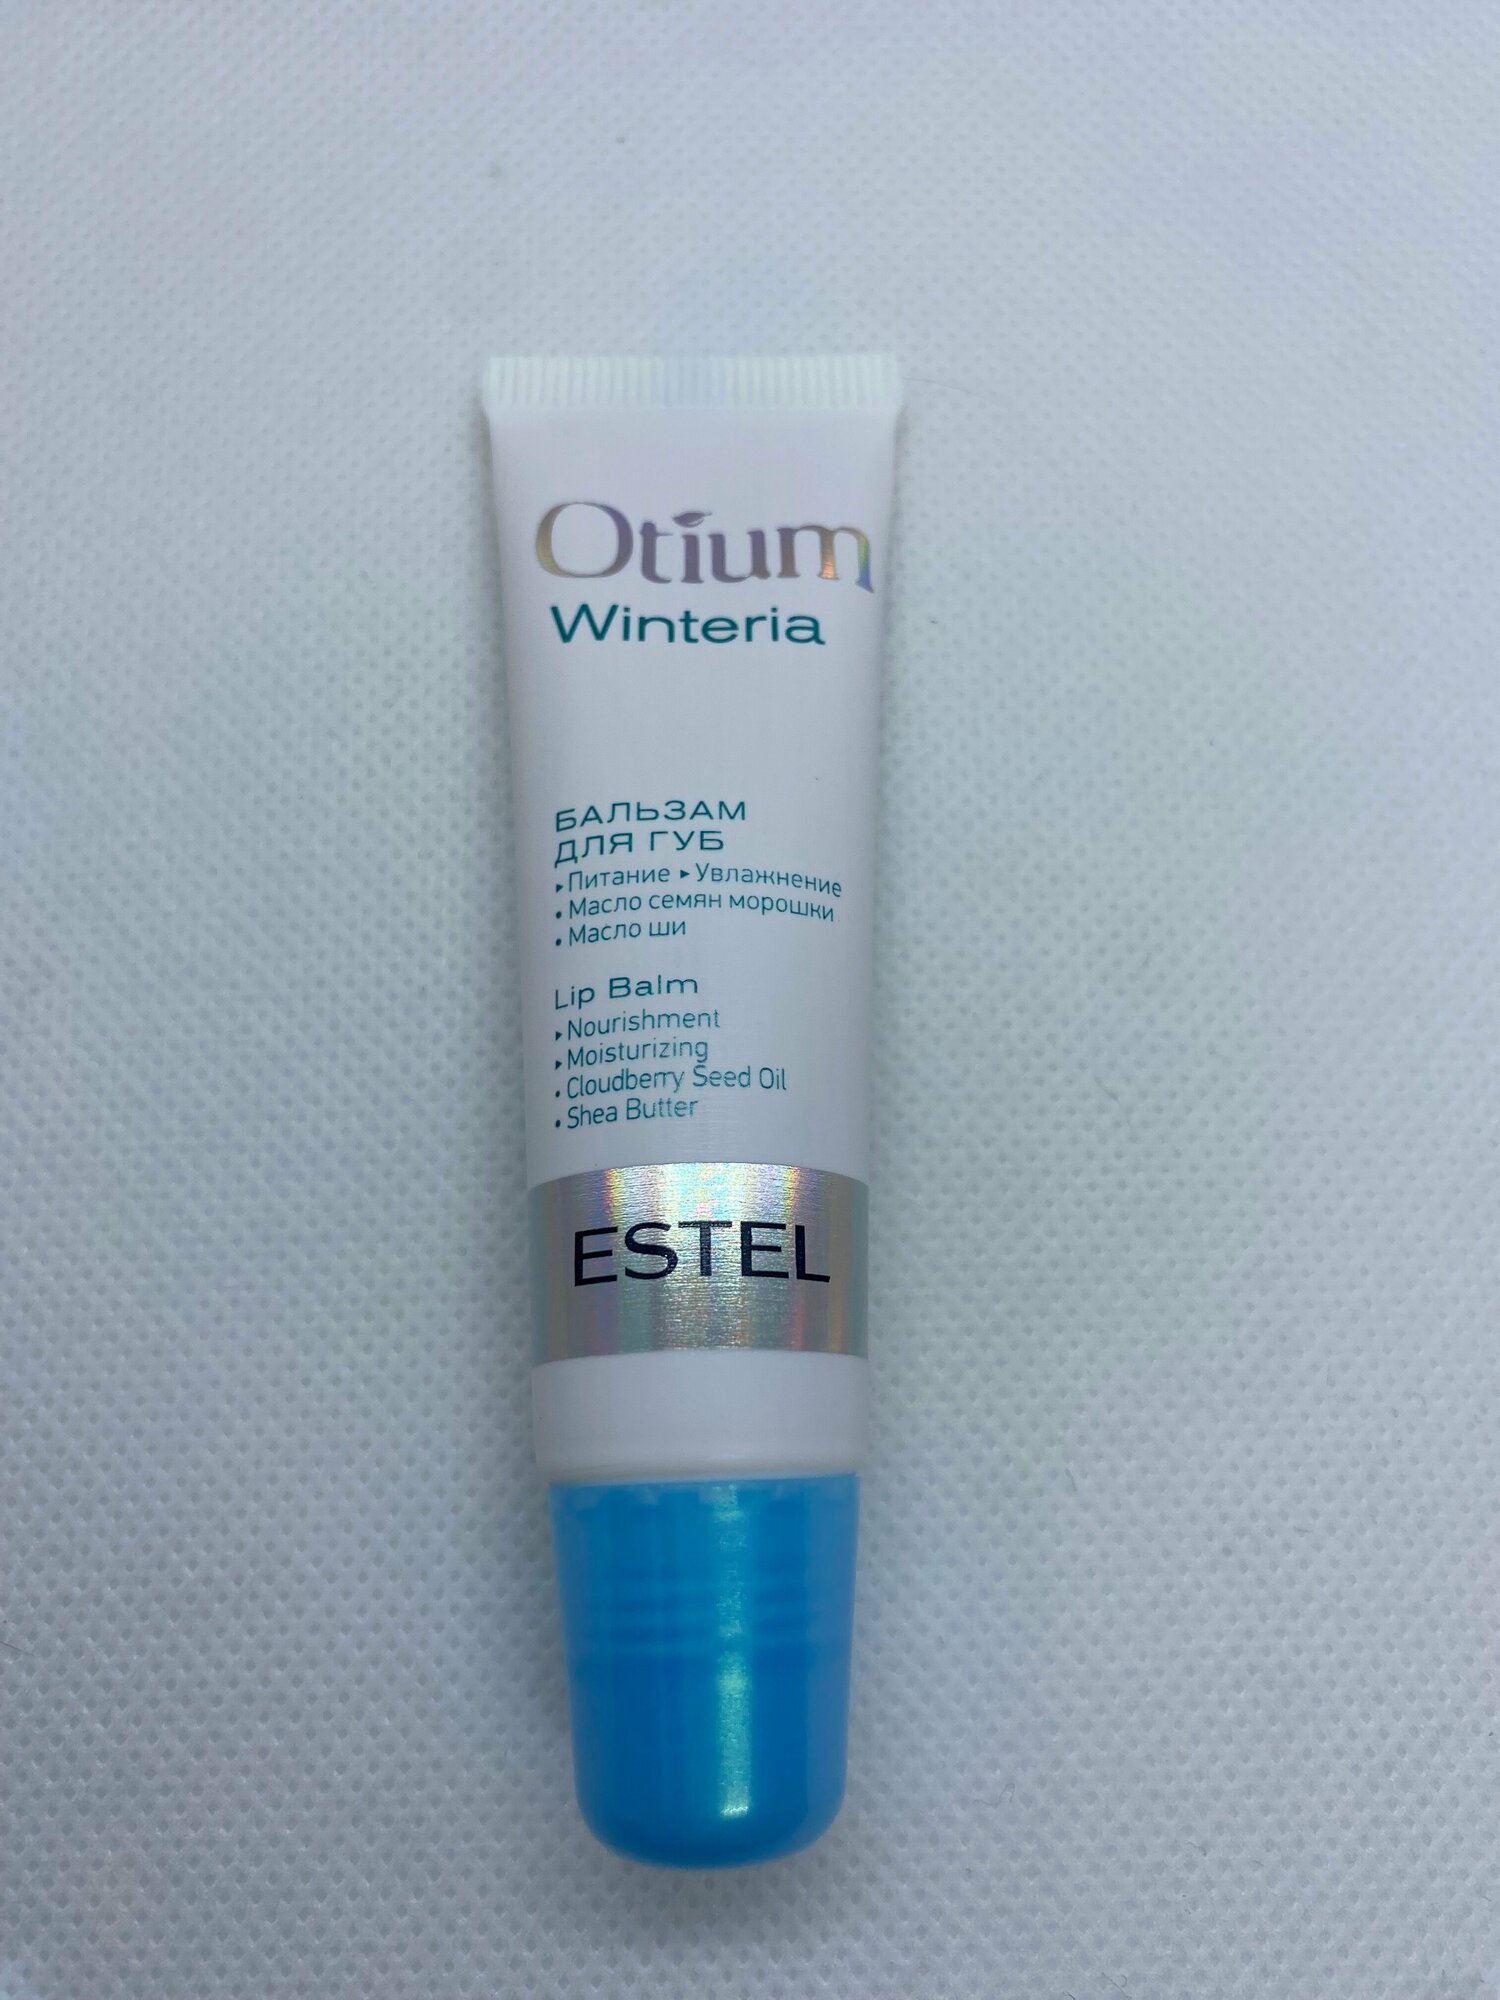 Otium
Winteria
БАЛЬЗАМ
ДЛЯ ГУБ
▸Питание ▸Увлажнение
• Масло семян морошки
• Масло ши
Lip Balm
▸Nourishment
▸Moisturizing
• Cloudberry Seed Oil
• Shea Butter
ESTEL